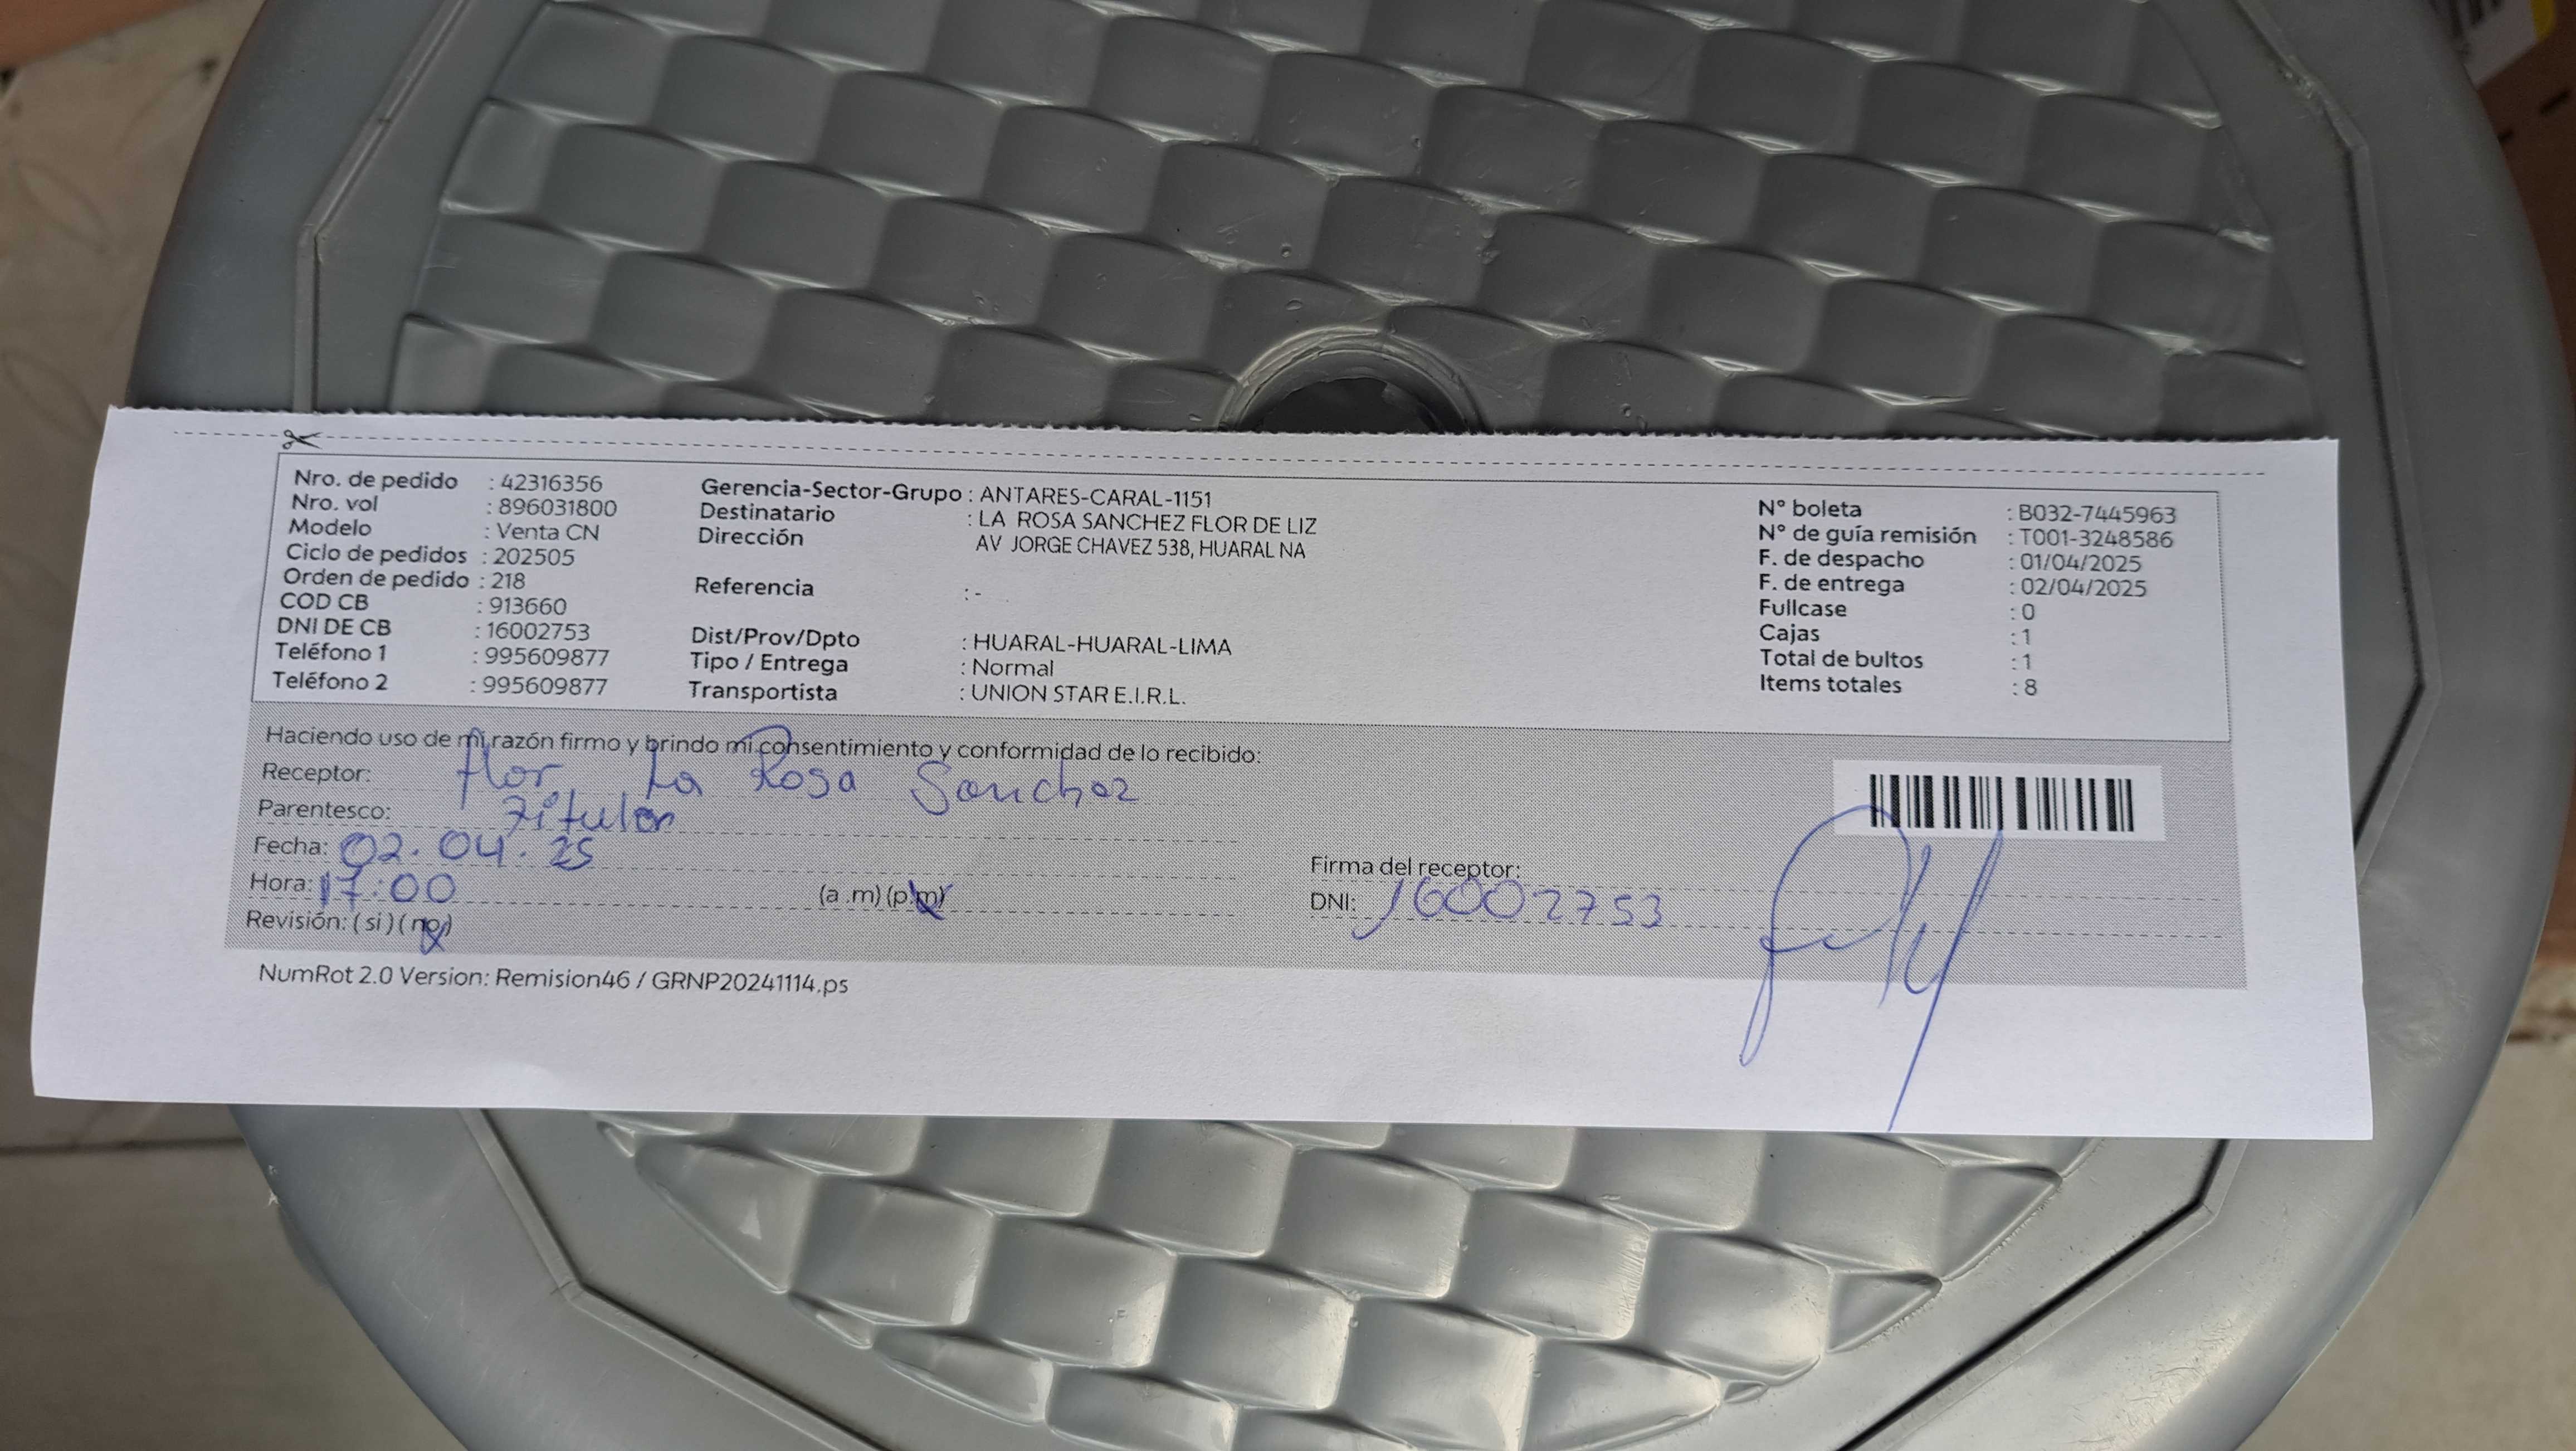 Nro. de pedido : 42316356
Nro. vol : 896031800
Modelo : Venta CN
Ciclo de pedidos : 202505
Orden de pedido : 218
COD CB : 913660
DNI DE CB : 16002753
Teléfono 1 : 995609877
Teléfono 2 : 995609877
Gerencia-Sector-Grupo : ANTARES-CARAL-1151
Destinatario : LA ROSA SANCHEZ FLOR DE LIZ
Dirección AV JORGE CHAVEZ 538, HUARAL NA
Referencia : -
Dist/Prov/Dpto : HUARAL-HUARAL-LIMA
Tipo / Entrega : Normal
Transportista : UNION STAR E.I.R.L.
N° boleta : B032-7445963
N° de guía remisión : T001-3248586
F. de despacho : 01/04/2025
F. de entrega : 02/04/2025
Fullcase : 0
Cajas : 1
Total de bultos : 1
Items totales : 8
Haciendo uso de mi razón firmo y brindo mi consentimiento y conformidad de lo recibido:
Receptor: Flor La Rosa Sanchez
Parentesco: Titular
Fecha: 02.04.25
Hora: 17:00 (a .m) (p.m)
Revisión: ( si ) ( no )
Firma del receptor:
DNI: 16002753
NumRot 2.0 Version: Remision46 / GRNP20241114.ps